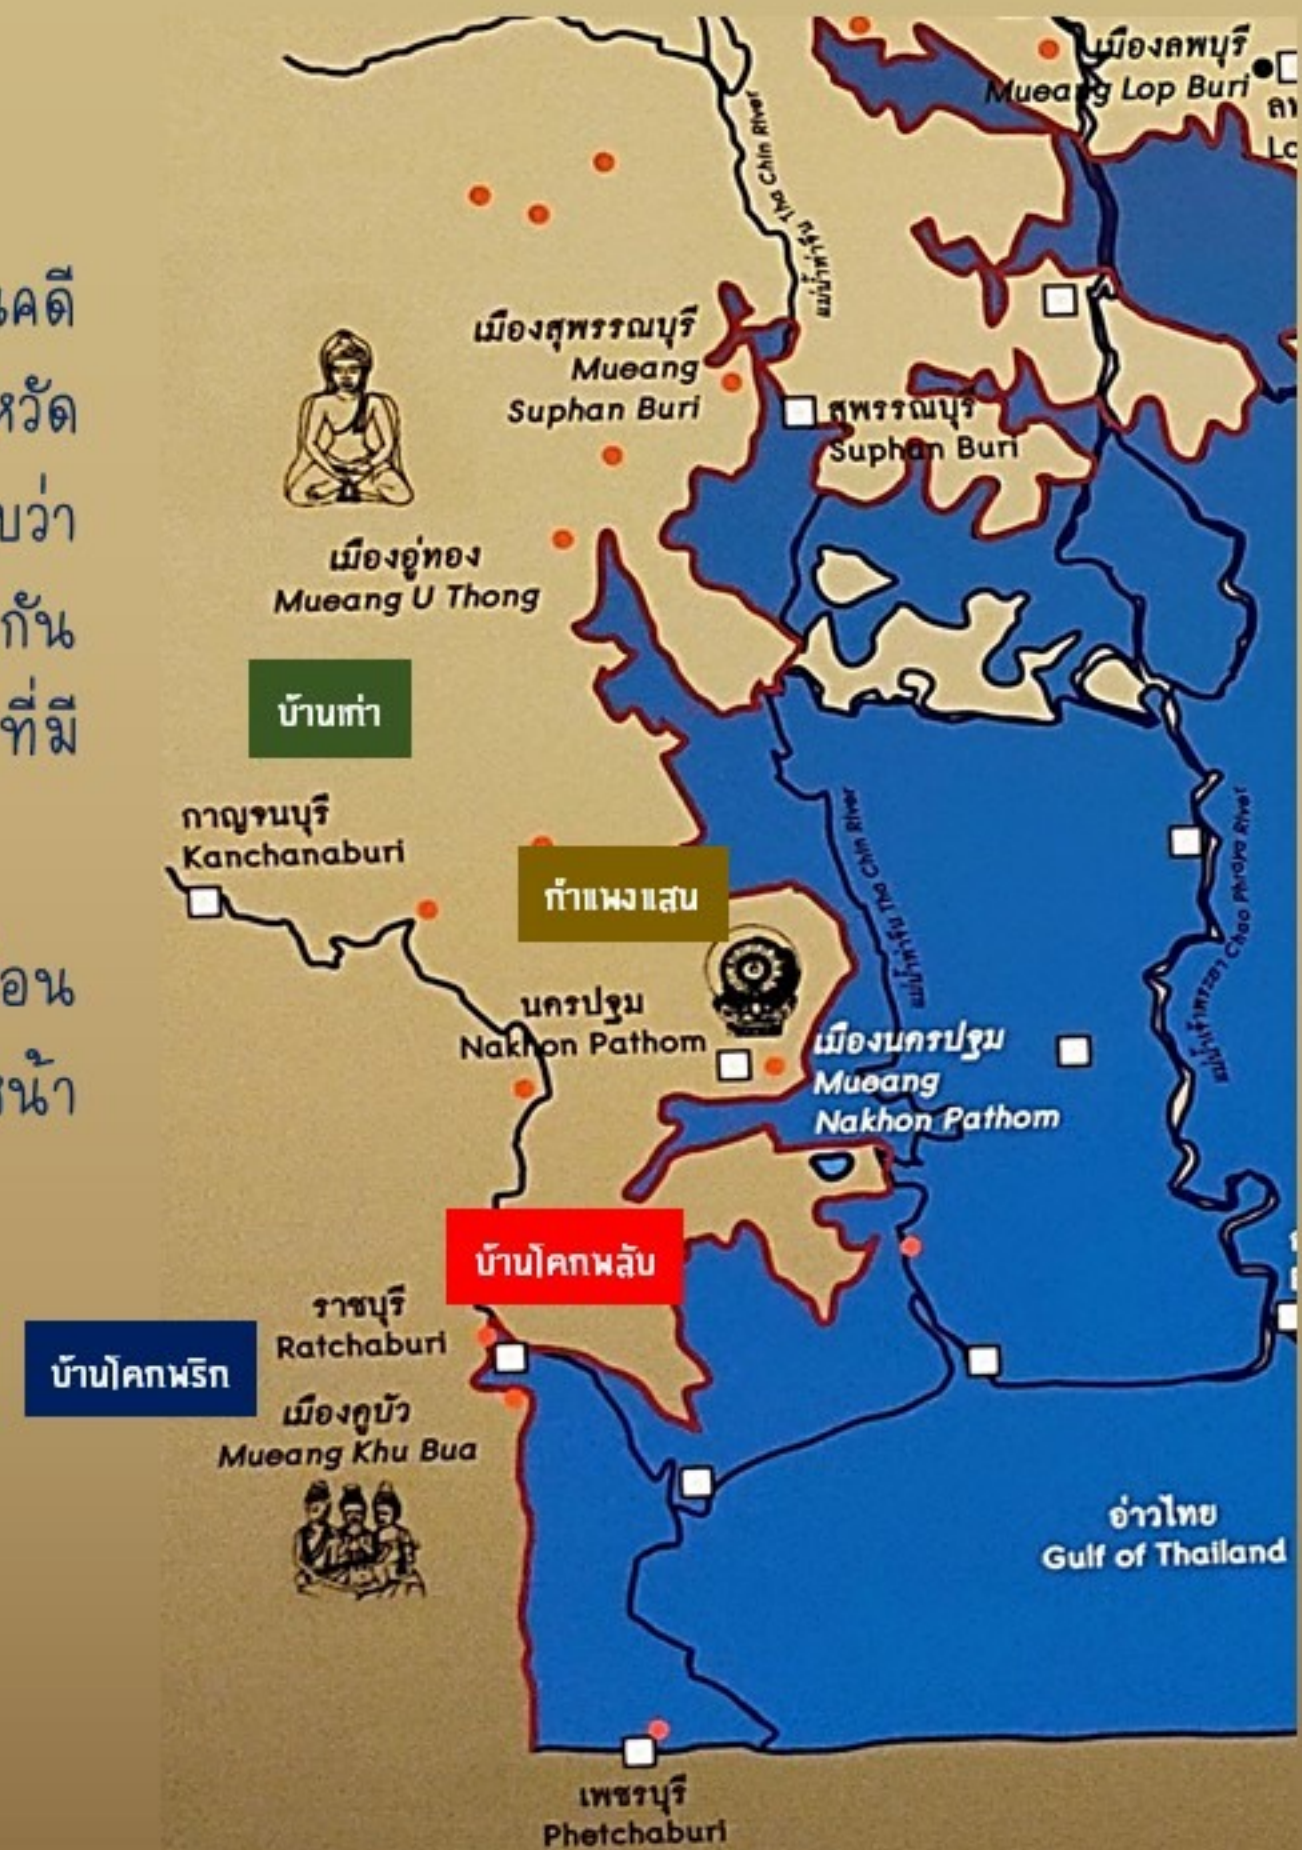 เมืองลพบุรี
Mueang Lop Buri
แม่น้ำท่าจีน Tha Chin River
เมืองสุพรรณบุรี
Mueang
Suphan Buri
สุพรรณบุรี
Suphan Buri
เมืองอู่ทอง
Mueang U Thong
บ้านเก่า
กาญจนบุรี
Kanchanaburi
กำแพงแสน
แม่น้ำท่าจีน Tha Chin River
แม่น้ำเจ้าพระยา Chao Phraya River
นครปฐม
Nakhon Pathom
เมืองนครปฐม
Mueang
Nakhon Pathom
บ้านโคกพลับ
ราชบุรี
Ratchaburi
บ้านโคกพริก
เมืองคูบัว
Mueang Khu Bua
อ่าวไทย
Gulf of Thailand
เพชรบุรี
Phetchaburi
หวัด
กัน
ที่มี